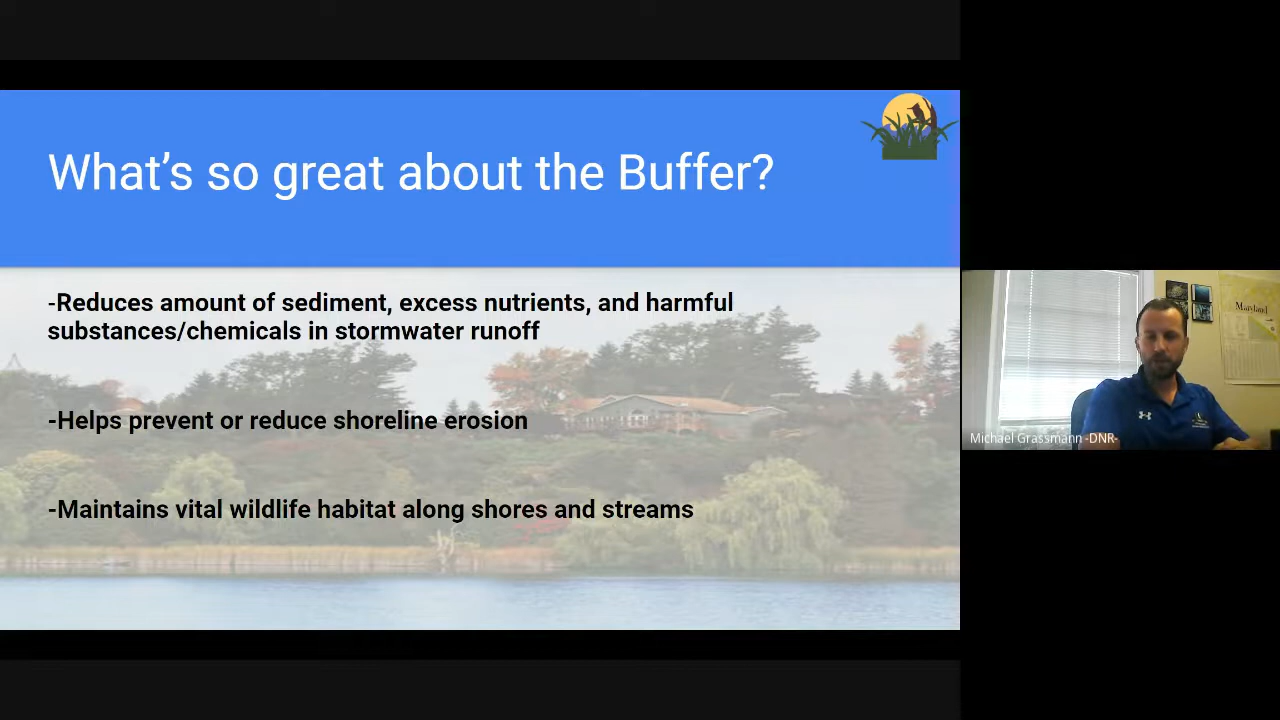 What's so great about the Buffer?
-Reduces amount of sediment, excess nutrients, and harmful
substances/chemicals in stormwater runoff
-Helps prevent or reduce shoreline erosion
-Maintains vital wildlife habitat along shores and streams
Maryland
Michael Grassmann -DNR-